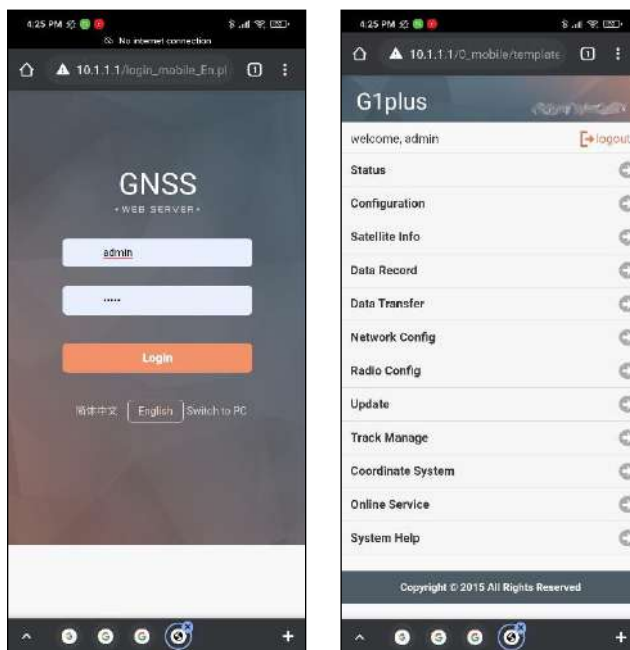 4:25 PM
No internet connection
10.1.1.1/login_mobile_En.pl
1
GNSS
• WEB SERVER •
admin
•••••
Login
简体中文 English Switch to PC
4:25 PM
10.1.1.1/0_mobile/template
1
G1plus
welcome, admin logout
Status
Configuration
Satellite Info
Data Record
Data Transfer
Network Config
Radio Config
Update
Track Manage
Coordinate System
Online Service
System Help
Copyright © 2015 All Rights Reserved